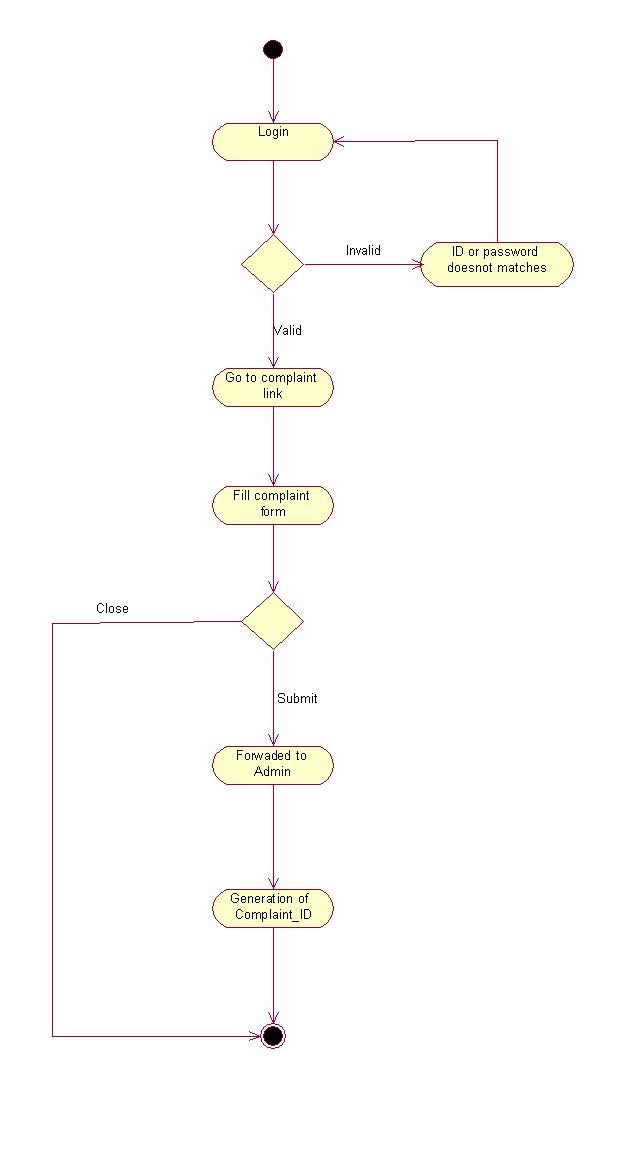 Login
Invalid
ID or password
doesnot matches
Valid
Go to complaint
link
Fill complaint
form
Close
Submit
Forwaded to
Admin
Generation of
Complaint_ID